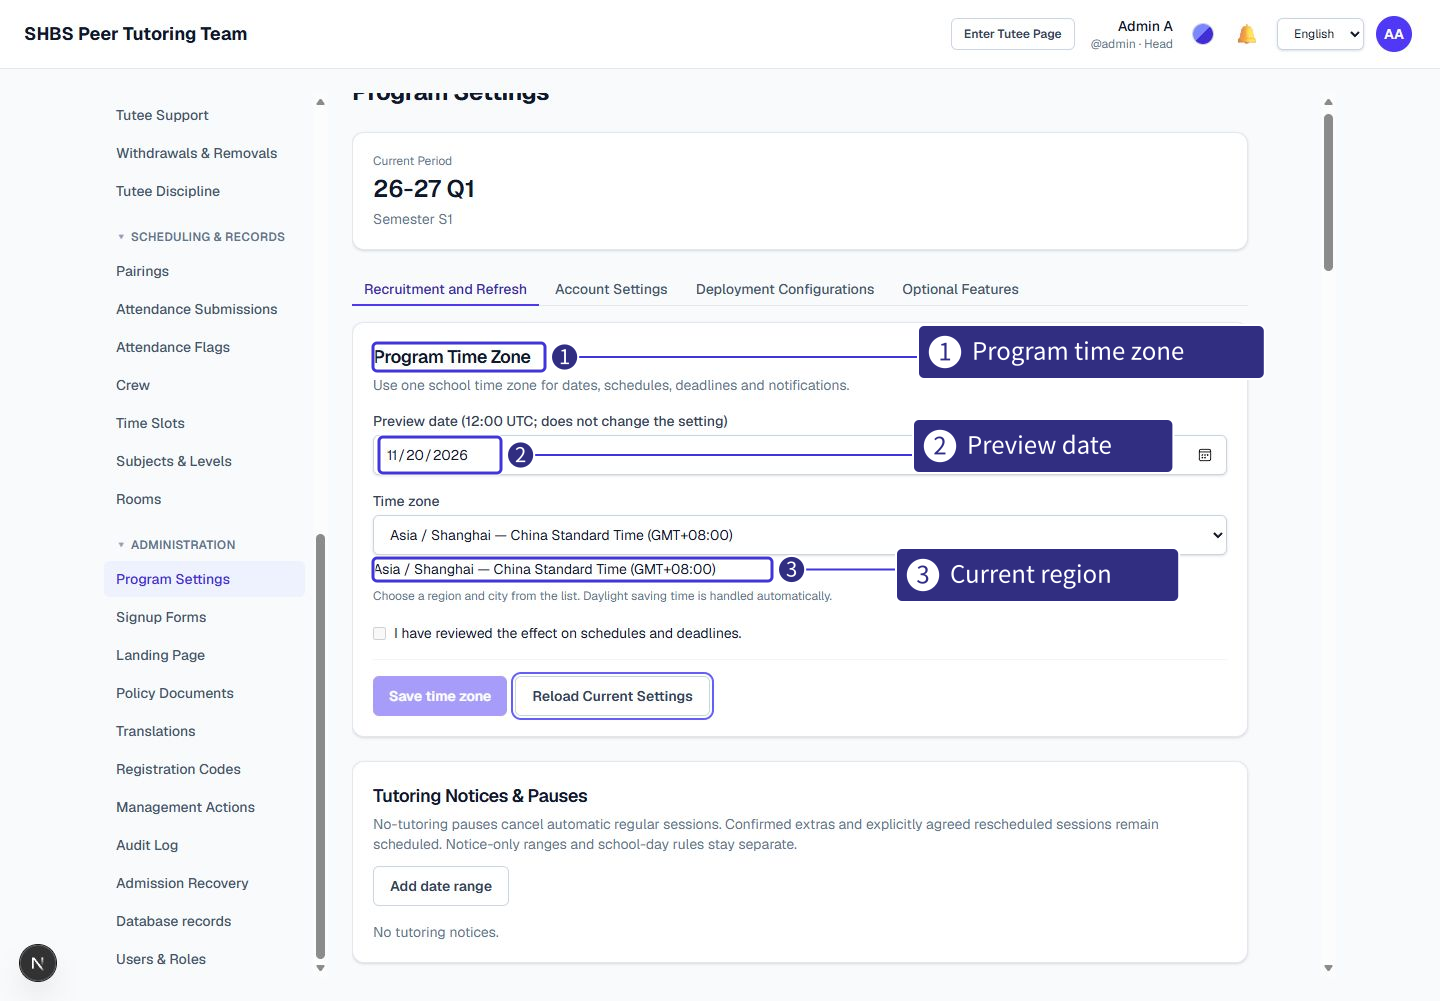 SHBS Peer Tutoring Team
Enter Tutee Page
Admin A
@admin · Head
English
AA
Tutee Support
Withdrawals & Removals
Tutee Discipline
SCHEDULING & RECORDS
Pairings
Attendance Submissions
Attendance Flags
Crew
Time Slots
Subjects & Levels
Rooms
ADMINISTRATION
Program Settings
Signup Forms
Landing Page
Policy Documents
Translations
Registration Codes
Management Actions
Audit Log
Admission Recovery
Database records
Users & Roles
N
Program Settings
Current Period
26-27 Q1
Semester S1
Recruitment and Refresh
Account Settings
Deployment Configurations
Optional Features
Program Time Zone
1
1 Program time zone
Use one school time zone for dates, schedules, deadlines and notifications.
Preview date (12:00 UTC; does not change the setting)
11/20/2026
2
2 Preview date
Time zone
Asia / Shanghai — China Standard Time (GMT+08:00)
Asia / Shanghai — China Standard Time (GMT+08:00)
3
3 Current region
Choose a region and city from the list. Daylight saving time is handled automatically.
I have reviewed the effect on schedules and deadlines.
Save time zone
Reload Current Settings
Tutoring Notices & Pauses
No-tutoring pauses cancel automatic regular sessions. Confirmed extras and explicitly agreed rescheduled sessions remain
scheduled. Notice-only ranges and school-day rules stay separate.
Add date range
No tutoring notices.